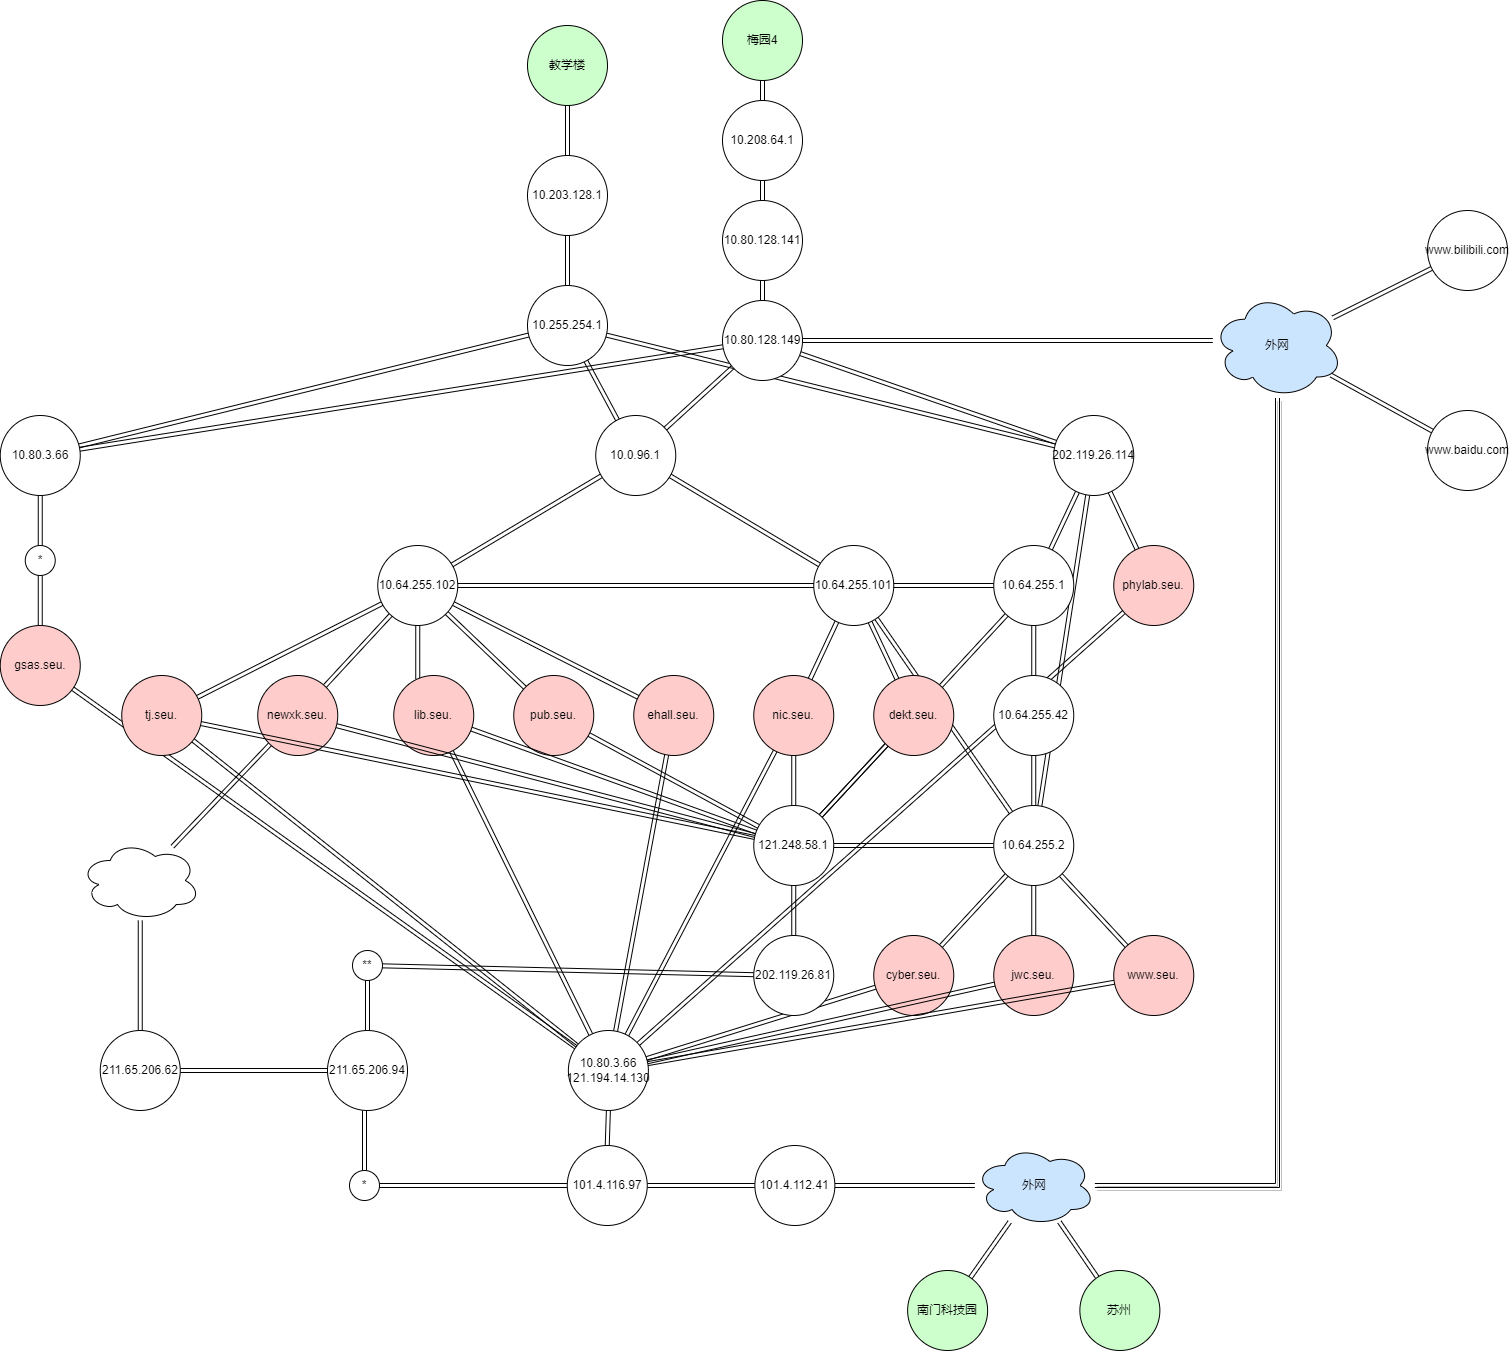 梅园4
教学楼
10.208.64.1
10.203.128.1
10.80.128.141
www.bilibili.com
10.255.254.1
10.80.128.149
外网
10.80.3.66
10.0.96.1
202.119.26.114
www.baidu.com
*
10.64.255.102
10.64.255.101
10.64.255.1
phylab.seu.
gsas.seu.
tj.seu.
newxk.seu.
lib.seu.
pub.seu.
ehall.seu.
nic.seu.
dekt.seu.
10.64.255.42
121.248.58.1
10.64.255.2
**
202.119.26.81
cyber.seu.
jwc.seu.
www.seu.
211.65.206.62
211.65.206.94
10.80.3.66
121.194.14.130
*
101.4.116.97
101.4.112.41
外网
南门科技园
苏州